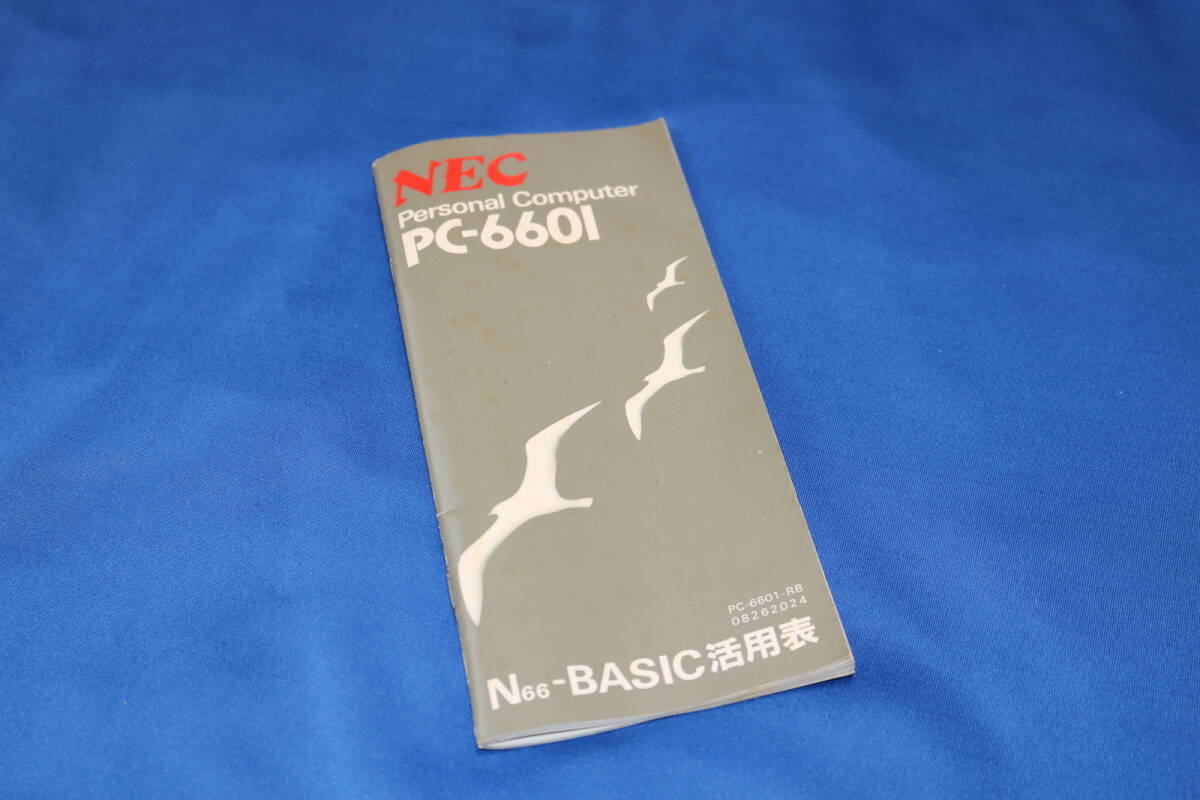 NEC
Personal Computer
PC-6601
PC-6601-RB
08262024
N66-BASIC活用表